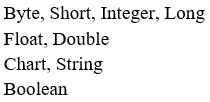 Byte, Short, Integer, Long
Float, Double
Chart, String
Boolean